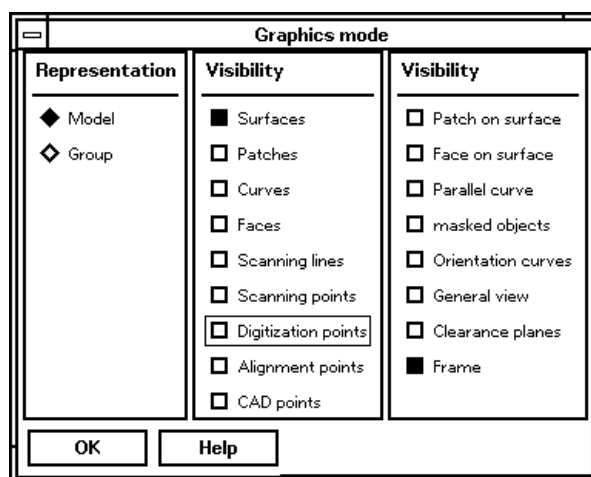 Graphics mode
Representation
Model
Group
Visibility
Surfaces
Patches
Curves
Faces
Scanning lines
Scanning points
Digitization points
Alignment points
CAD points
Visibility
Patch on surface
Face on surface
Parallel curve
masked objects
Orientation curves
General view
Clearance planes
Frame
OK
Help